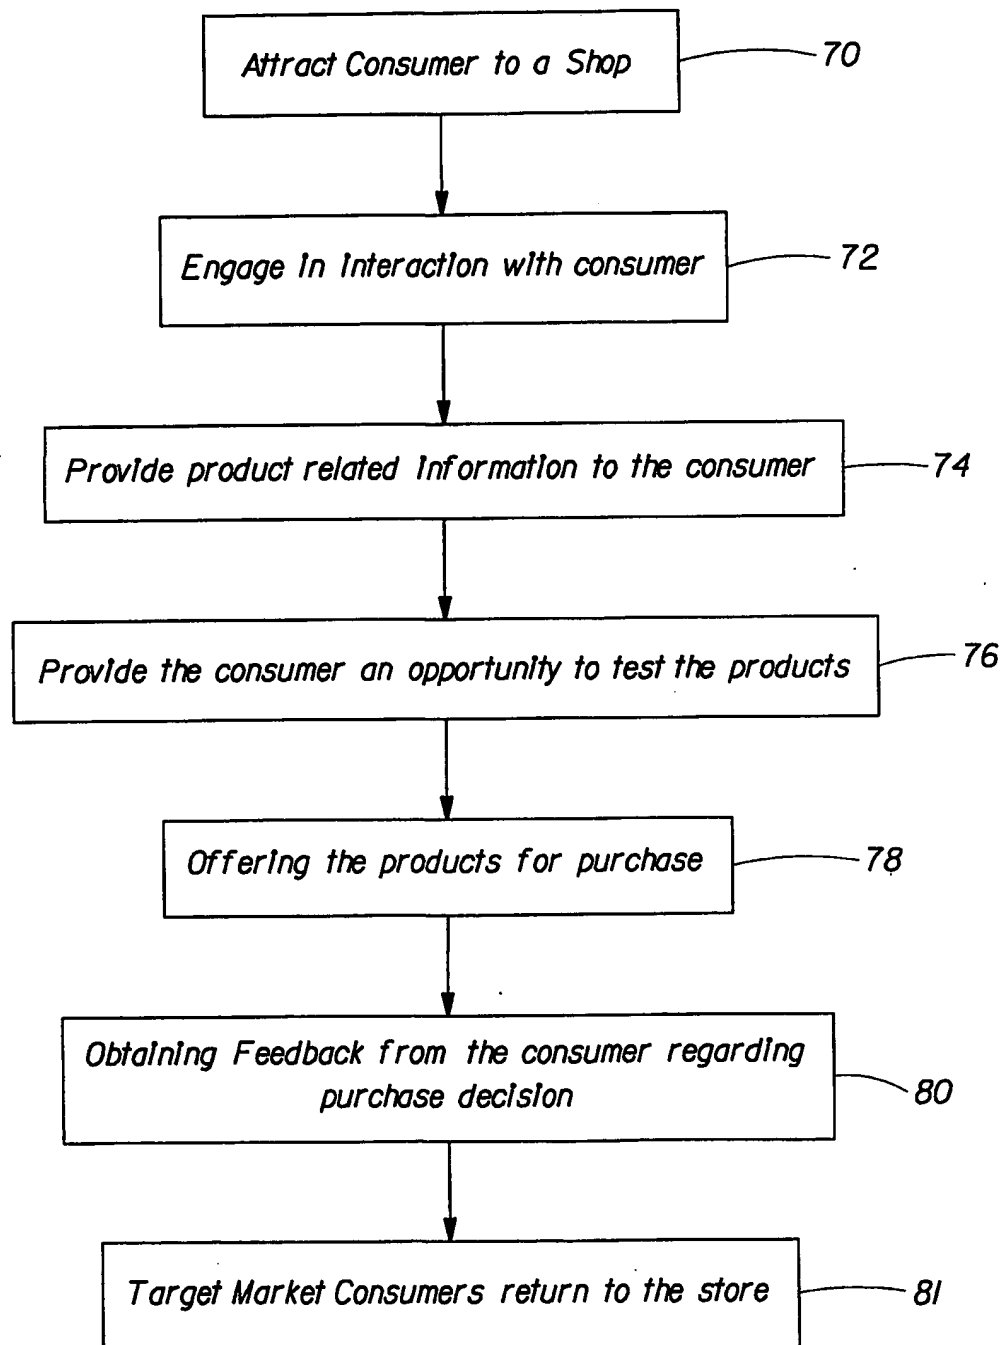 Attract Consumer to a Shop
70
Engage in interaction with consumer
72
Provide product related information to the consumer
74
Provide the consumer an opportunity to test the products
76
Offering the products for purchase
78
Obtaining Feedback from the consumer regarding
purchase decision
80
Target Market Consumers return to the store
81